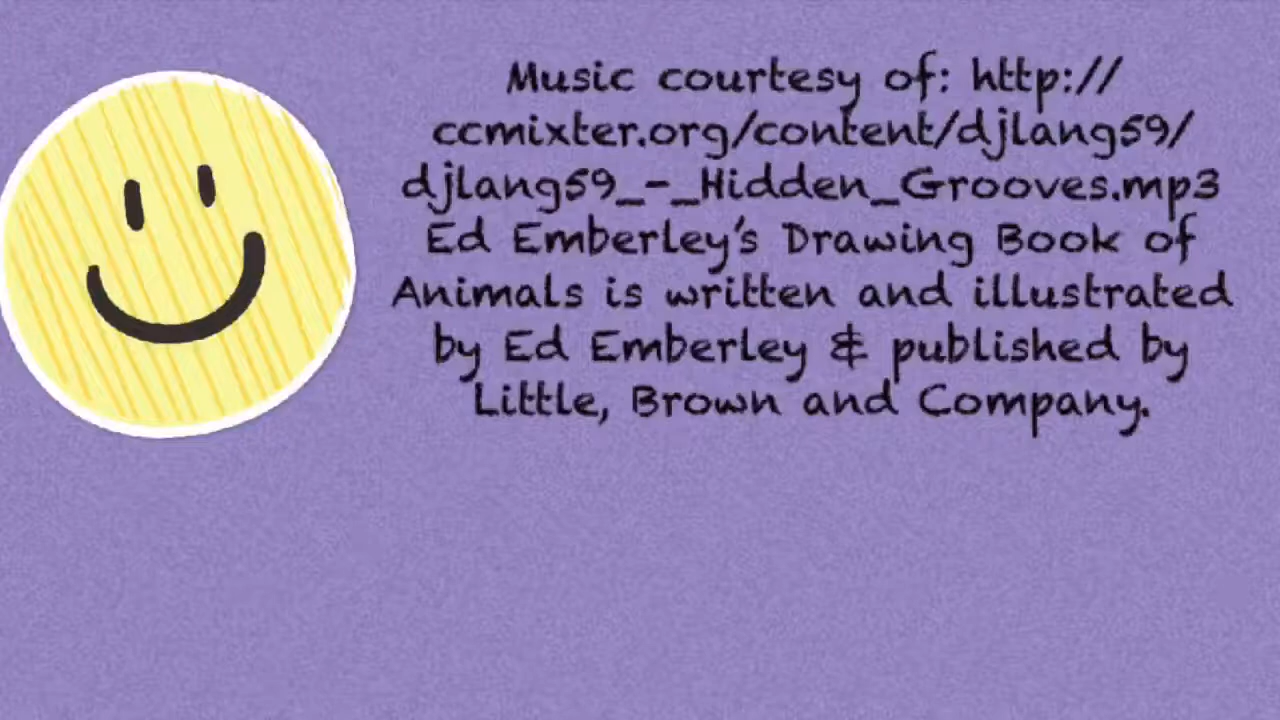 Music courtesy of: http://
ccmixter.org/content/djlang59/
djlang59_-_Hidden_Grooves.mp3
Ed Emberley's Drawing Book of
Animals is written and illustrated
by Ed Emberley & published by
Little, Brown and Company.